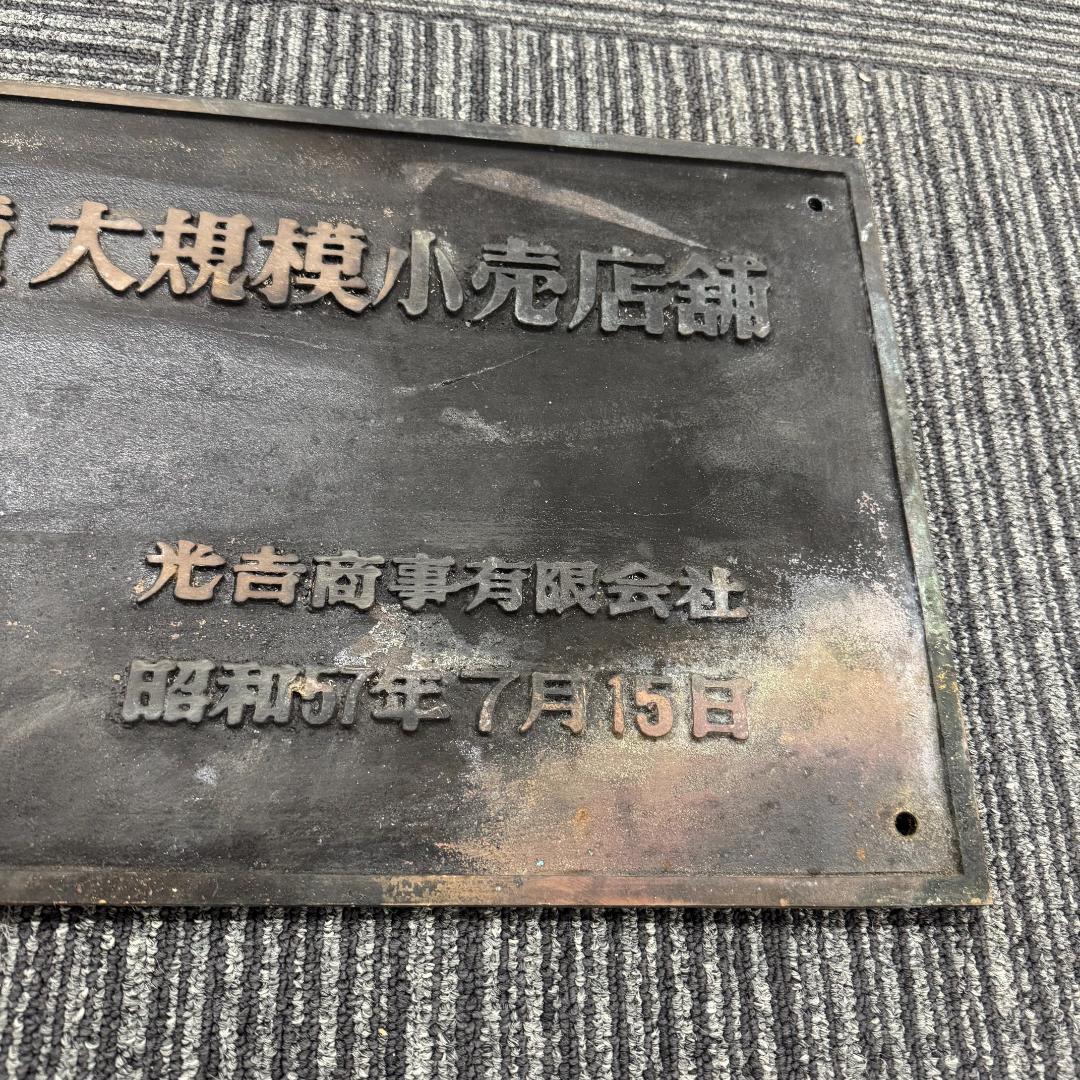 大規模小売店舗
光吉商事有限会社
昭和57年7月15日